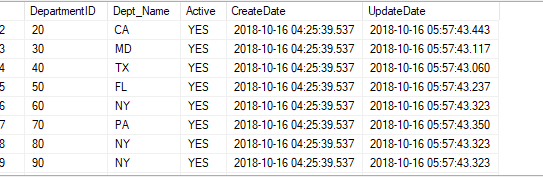 DepartmentID Dept_Name Active CreateDate UpdateDate
2 20 CA YES 2018-10-16 04:25:39.537 2018-10-16 05:57:43.443
3 30 MD YES 2018-10-16 04:25:39.537 2018-10-16 05:57:43.117
4 40 TX YES 2018-10-16 04:25:39.537 2018-10-16 05:57:43.060
5 50 FL YES 2018-10-16 04:25:39.537 2018-10-16 05:57:43.237
6 60 NY YES 2018-10-16 04:25:39.537 2018-10-16 05:57:43.323
7 70 PA YES 2018-10-16 04:25:39.537 2018-10-16 05:57:43.350
8 80 NY YES 2018-10-16 04:25:39.537 2018-10-16 05:57:43.323
9 90 NY YES 2018-10-16 04:25:39.537 2018-10-16 05:57:43.323